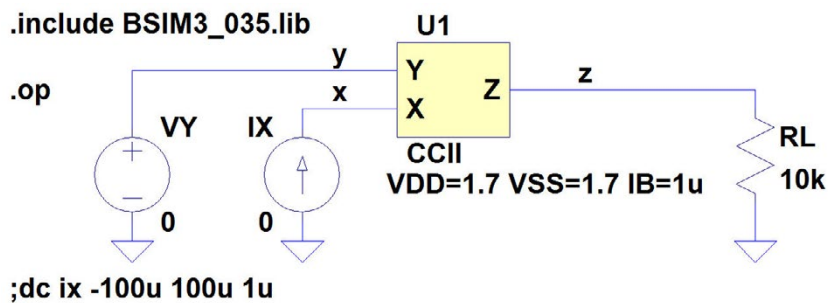 .include BSIM3_035.lib
U1
y
Y
.op
x
X
Z
z
VY
IX
RL
CCII
10k
VDD=1.7 VSS=1.7 IB=1u
0
0
;dc ix -100u 100u 1u